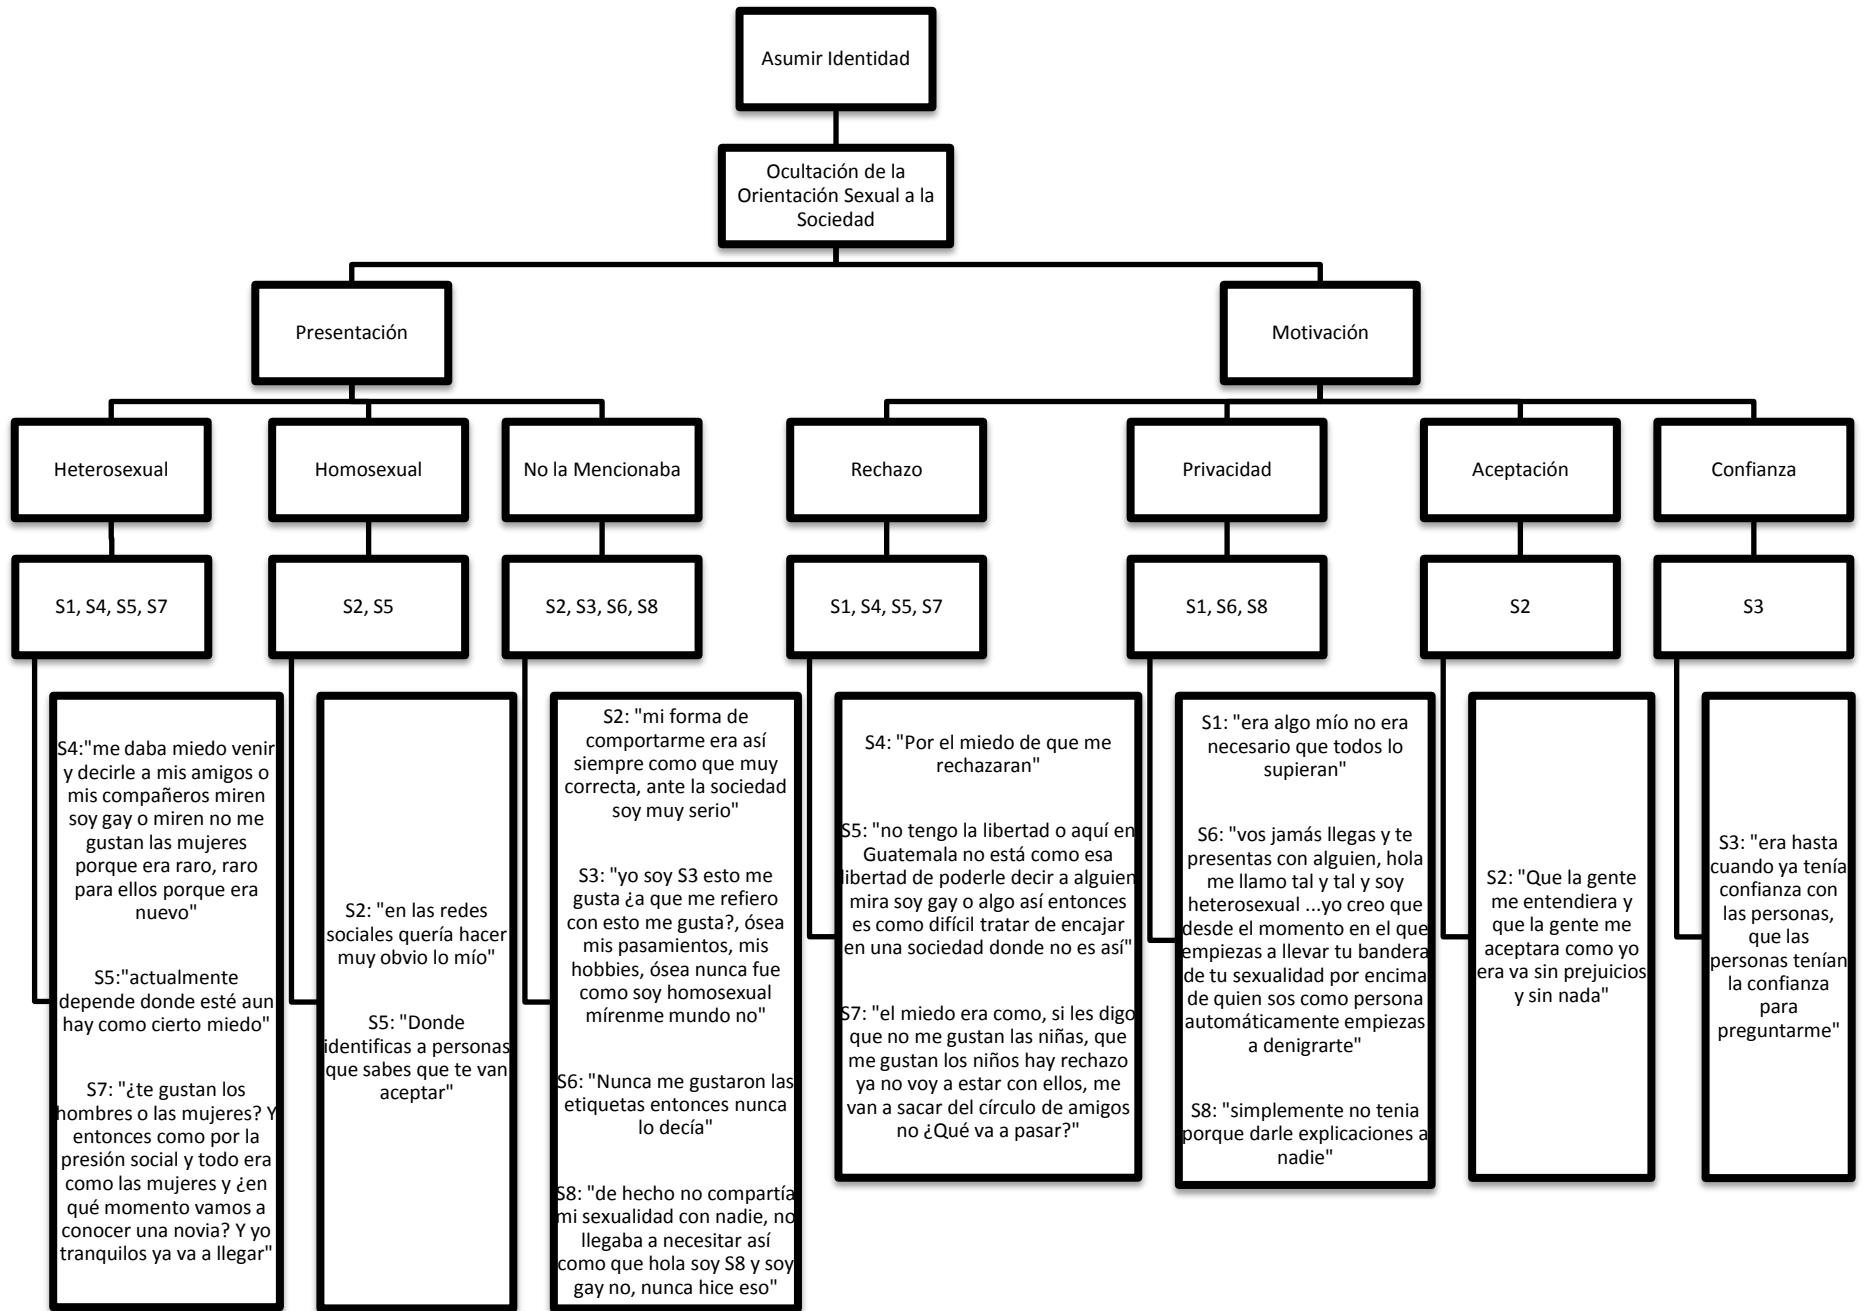 Asumir Identidad
Ocultación de la
Orientación Sexual a la
Sociedad
Presentación
Motivación
Heterosexual
Homosexual
No la Mencionaba
Rechazo
Privacidad
Aceptación
Confianza
S1, S4, S5, S7
S2, S5
S2, S3, S6, S8
S1, S4, S5, S7
S1, S6, S8
S2
S3
S4:"me daba miedo venir
y decirle a mis amigos o
mis compañeros miren
soy gay o miren no me
gustan las mujeres
porque era raro, raro
para ellos porque era
nuevo"
S5:"actualmente
depende donde esté aun
hay como cierto miedo"
S7: "¿te gustan los
hombres o las mujeres? Y
entonces como por la
presión social y todo era
como las mujeres y ¿en
qué momento vamos a
conocer una novia? Y yo
tranquilos ya va a llegar"
S2: "en las redes
sociales quería hacer
muy obvio lo mío"
S5: "Donde
identificas a personas
que sabes que te van
aceptar"
S2: "mi forma de
comportarme era así
siempre como que muy
correcta, ante la sociedad
soy muy serio"
S3: "yo soy S3 esto me
gusta ¿a que me refiero
con esto me gusta?, ósea
mis pasamientos, mis
hobbies, ósea nunca fue
como soy homosexual
mírenme mundo no"
S6: "Nunca me gustaron las
etiquetas entonces nunca
lo decía"
S8: "de hecho no compartía
mi sexualidad con nadie, no
llegaba a necesitar así
como que hola soy S8 y soy
gay no, nunca hice eso"
S4: "Por el miedo de que me
rechazaran"
S5: "no tengo la libertad o aquí en
Guatemala no está como esa
libertad de poderle decir a alguien
mira soy gay o algo así entonces
es como difícil tratar de encajar
en una sociedad donde no es así"
S7: "el miedo era como, si les digo
que no me gustan las niñas, que
me gustan los niños hay rechazo
ya no voy a estar con ellos, me
van a sacar del círculo de amigos
no ¿Qué va a pasar?"
S1: "era algo mío no era
necesario que todos lo
supieran"
S6: "vos jamás llegas y te
presentas con alguien, hola
me llamo tal y tal y soy
heterosexual ...yo creo que
desde el momento en el que
empiezas a llevar tu bandera
de tu sexualidad por encima
de quien sos como persona
automáticamente empiezas
a denigrarte"
S8: "simplemente no tenia
porque darle explicaciones a
nadie"
S2: "Que la gente
me entendiera y
que la gente me
aceptara como yo
era va sin prejuicios
y sin nada"
S3: "era hasta
cuando ya tenía
confianza con
las personas,
que las
personas tenían
la confianza
para
preguntarme"